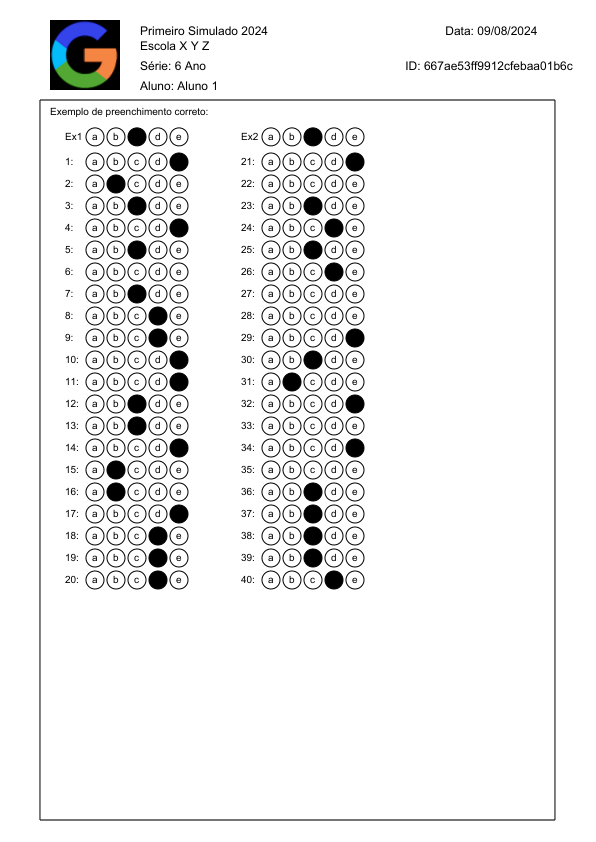 Primeiro Simulado 2024
Data: 09/08/2024
Escola X Y Z
Série: 6 Ano
ID: 667ae53ff9912cfebaa01b6c
Aluno: Aluno 1
Exemplo de preenchimento correto:
Ex1 a b d e
1: a b c d
2: a c d e
3: a b d e
4: a b c d
5: a b d e
6: a b c d e
7: a b d e
8: a b c e
9: a b c e
10: a b c d
11: a b c d
12: a b d e
13: a b d e
14: a b c d
15: a c d e
16: a c d e
17: a b c d
18: a b c e
19: a b c e
20: a b c e
Ex2 a b d e
21: a b c d
22: a b c d e
23: a b d e
24: a b c e
25: a b d e
26: a b c e
27: a b c d e
28: a b c d e
29: a b c d
30: a b d e
31: a c d e
32: a b c d
33: a b c d e
34: a b c d
35: a b c d e
36: a b d e
37: a b d e
38: a b d e
39: a b d e
40: a b c e